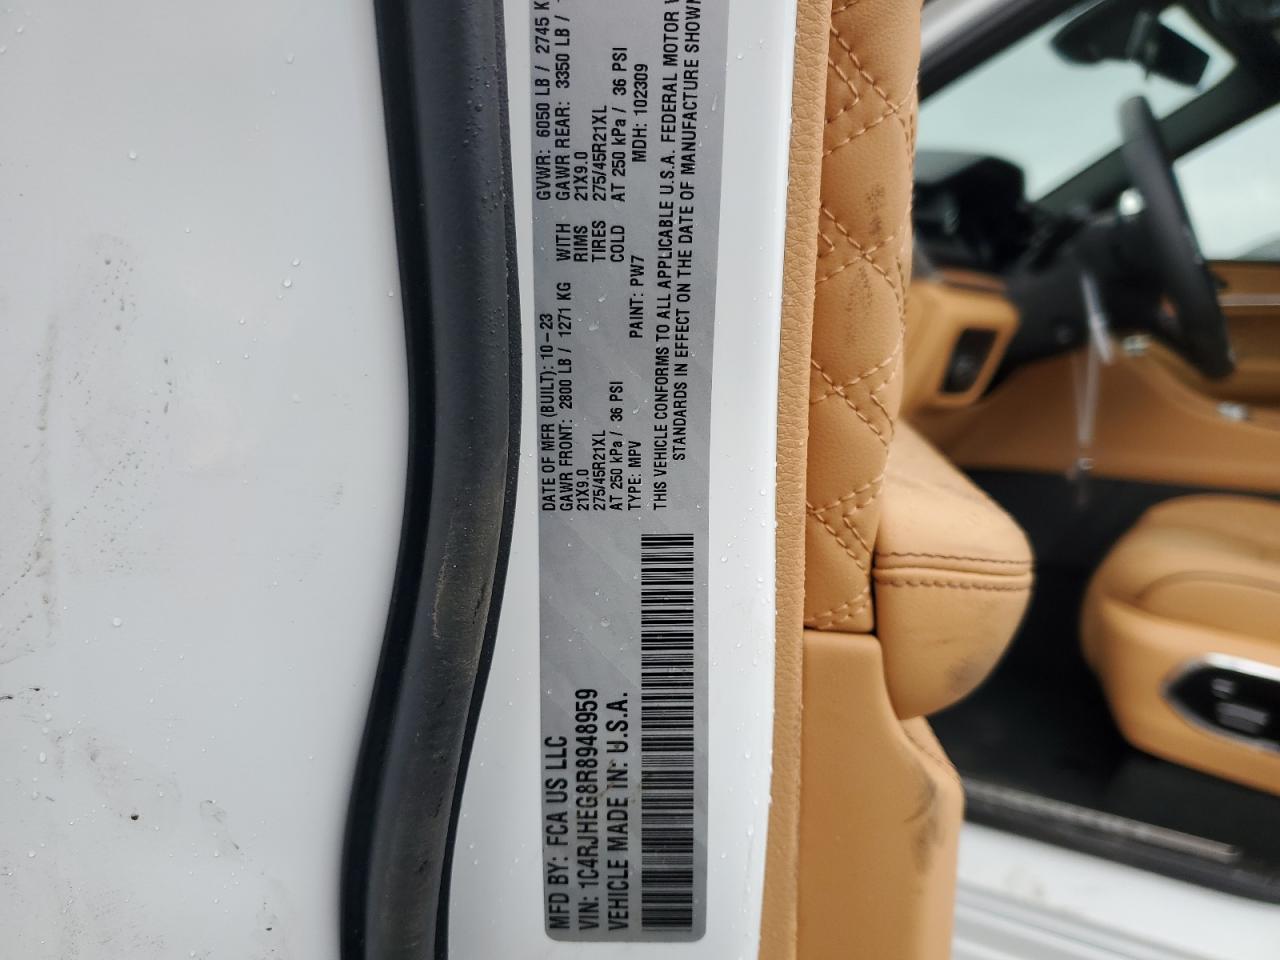 MFD BY: FCA US LLC
VIN: 1C4RJHEG8R8948959
VEHICLE MADE IN: U.S.A.
DATE OF MFR (BUILT): 10-23 GVWR: 6050 LB / 2745 K
GAWR FRONT: 2800 LB / 1271 KG WITH GAWR REAR: 3350 LB /
21X9.0 RIMS 21X9.0
275/45R21XL TIRES 275/45R21XL
AT 250 kPa / 36 PSI COLD AT 250 kPa / 36 PSI
TYPE: MPV PAINT: PW7 MDH: 102309
THIS VEHICLE CONFORMS TO ALL APPLICABLE U.S.A. FEDERAL MOTOR
STANDARDS IN EFFECT ON THE DATE OF MANUFACTURE SHOWN